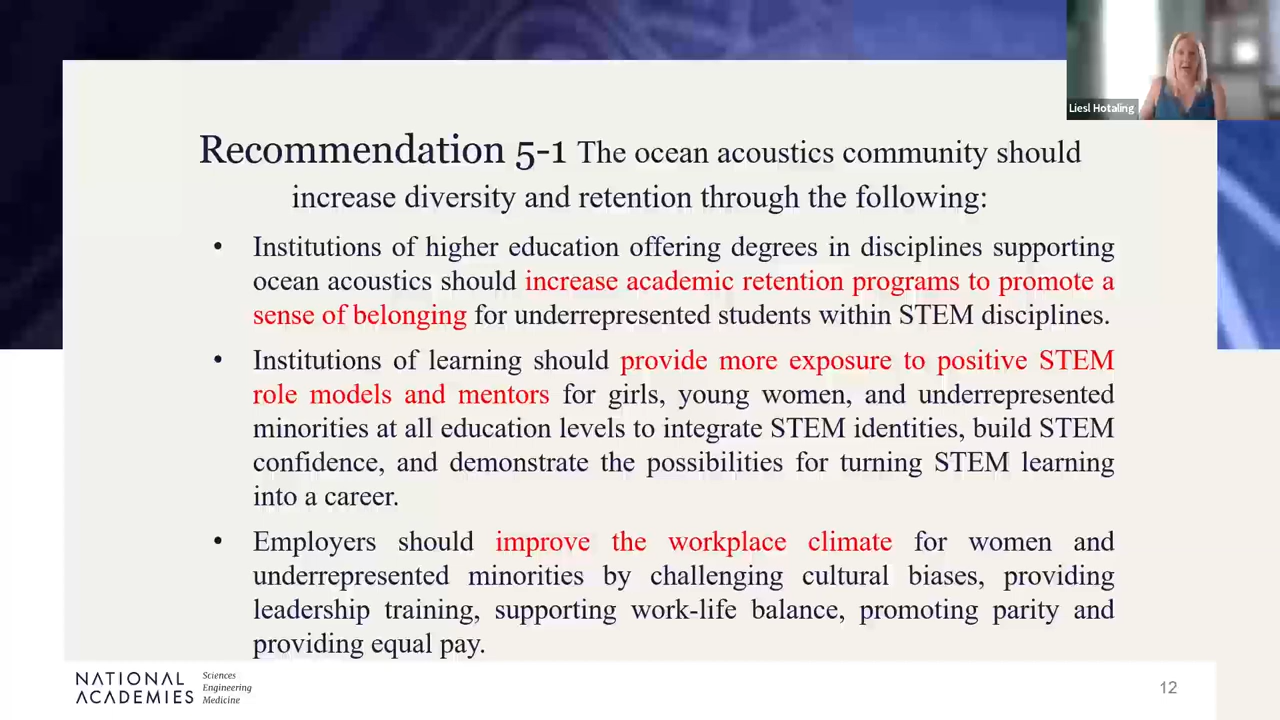 Liesl Hotaling
Recommendation 5-1 The ocean acoustics community should
increase diversity and retention through the following:
• Institutions of higher education offering degrees in disciplines supporting
ocean acoustics should increase academic retention programs to promote a
sense of belonging for underrepresented students within STEM disciplines.
• Institutions of learning should provide more exposure to positive STEM
role models and mentors for girls, young women, and underrepresented
minorities at all education levels to integrate STEM identities, build STEM
confidence, and demonstrate the possibilities for turning STEM learning
into a career.
• Employers should improve the workplace climate for women and
underrepresented minorities by challenging cultural biases, providing
leadership training, supporting work-life balance, promoting parity and
providing equal pay.
NATIONAL
ACADEMIES
Sciences
Engineering
Medicine
12